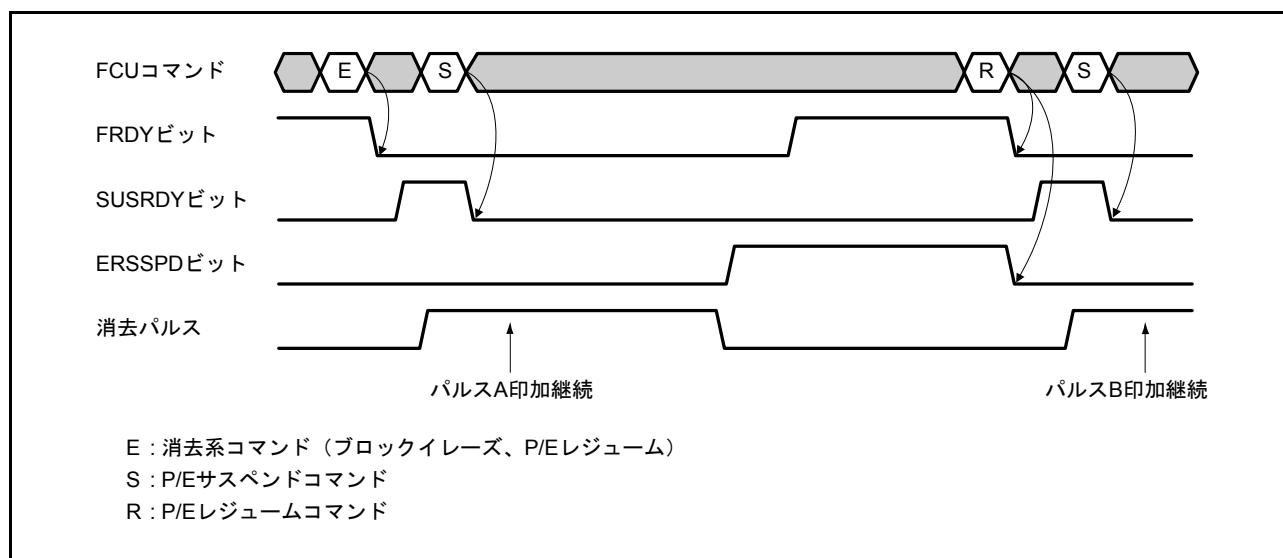 FCUコマンド E S R S
FRDYビット
SUSRDYビット
ERSSPDビット
消去パルス
パルスA印加継続 パルスB印加継続
E : 消去系コマンド（ブロックイレーズ、P/Eレジューム）
S : P/Eサスペンドコマンド
R : P/Eレジュームコマンド